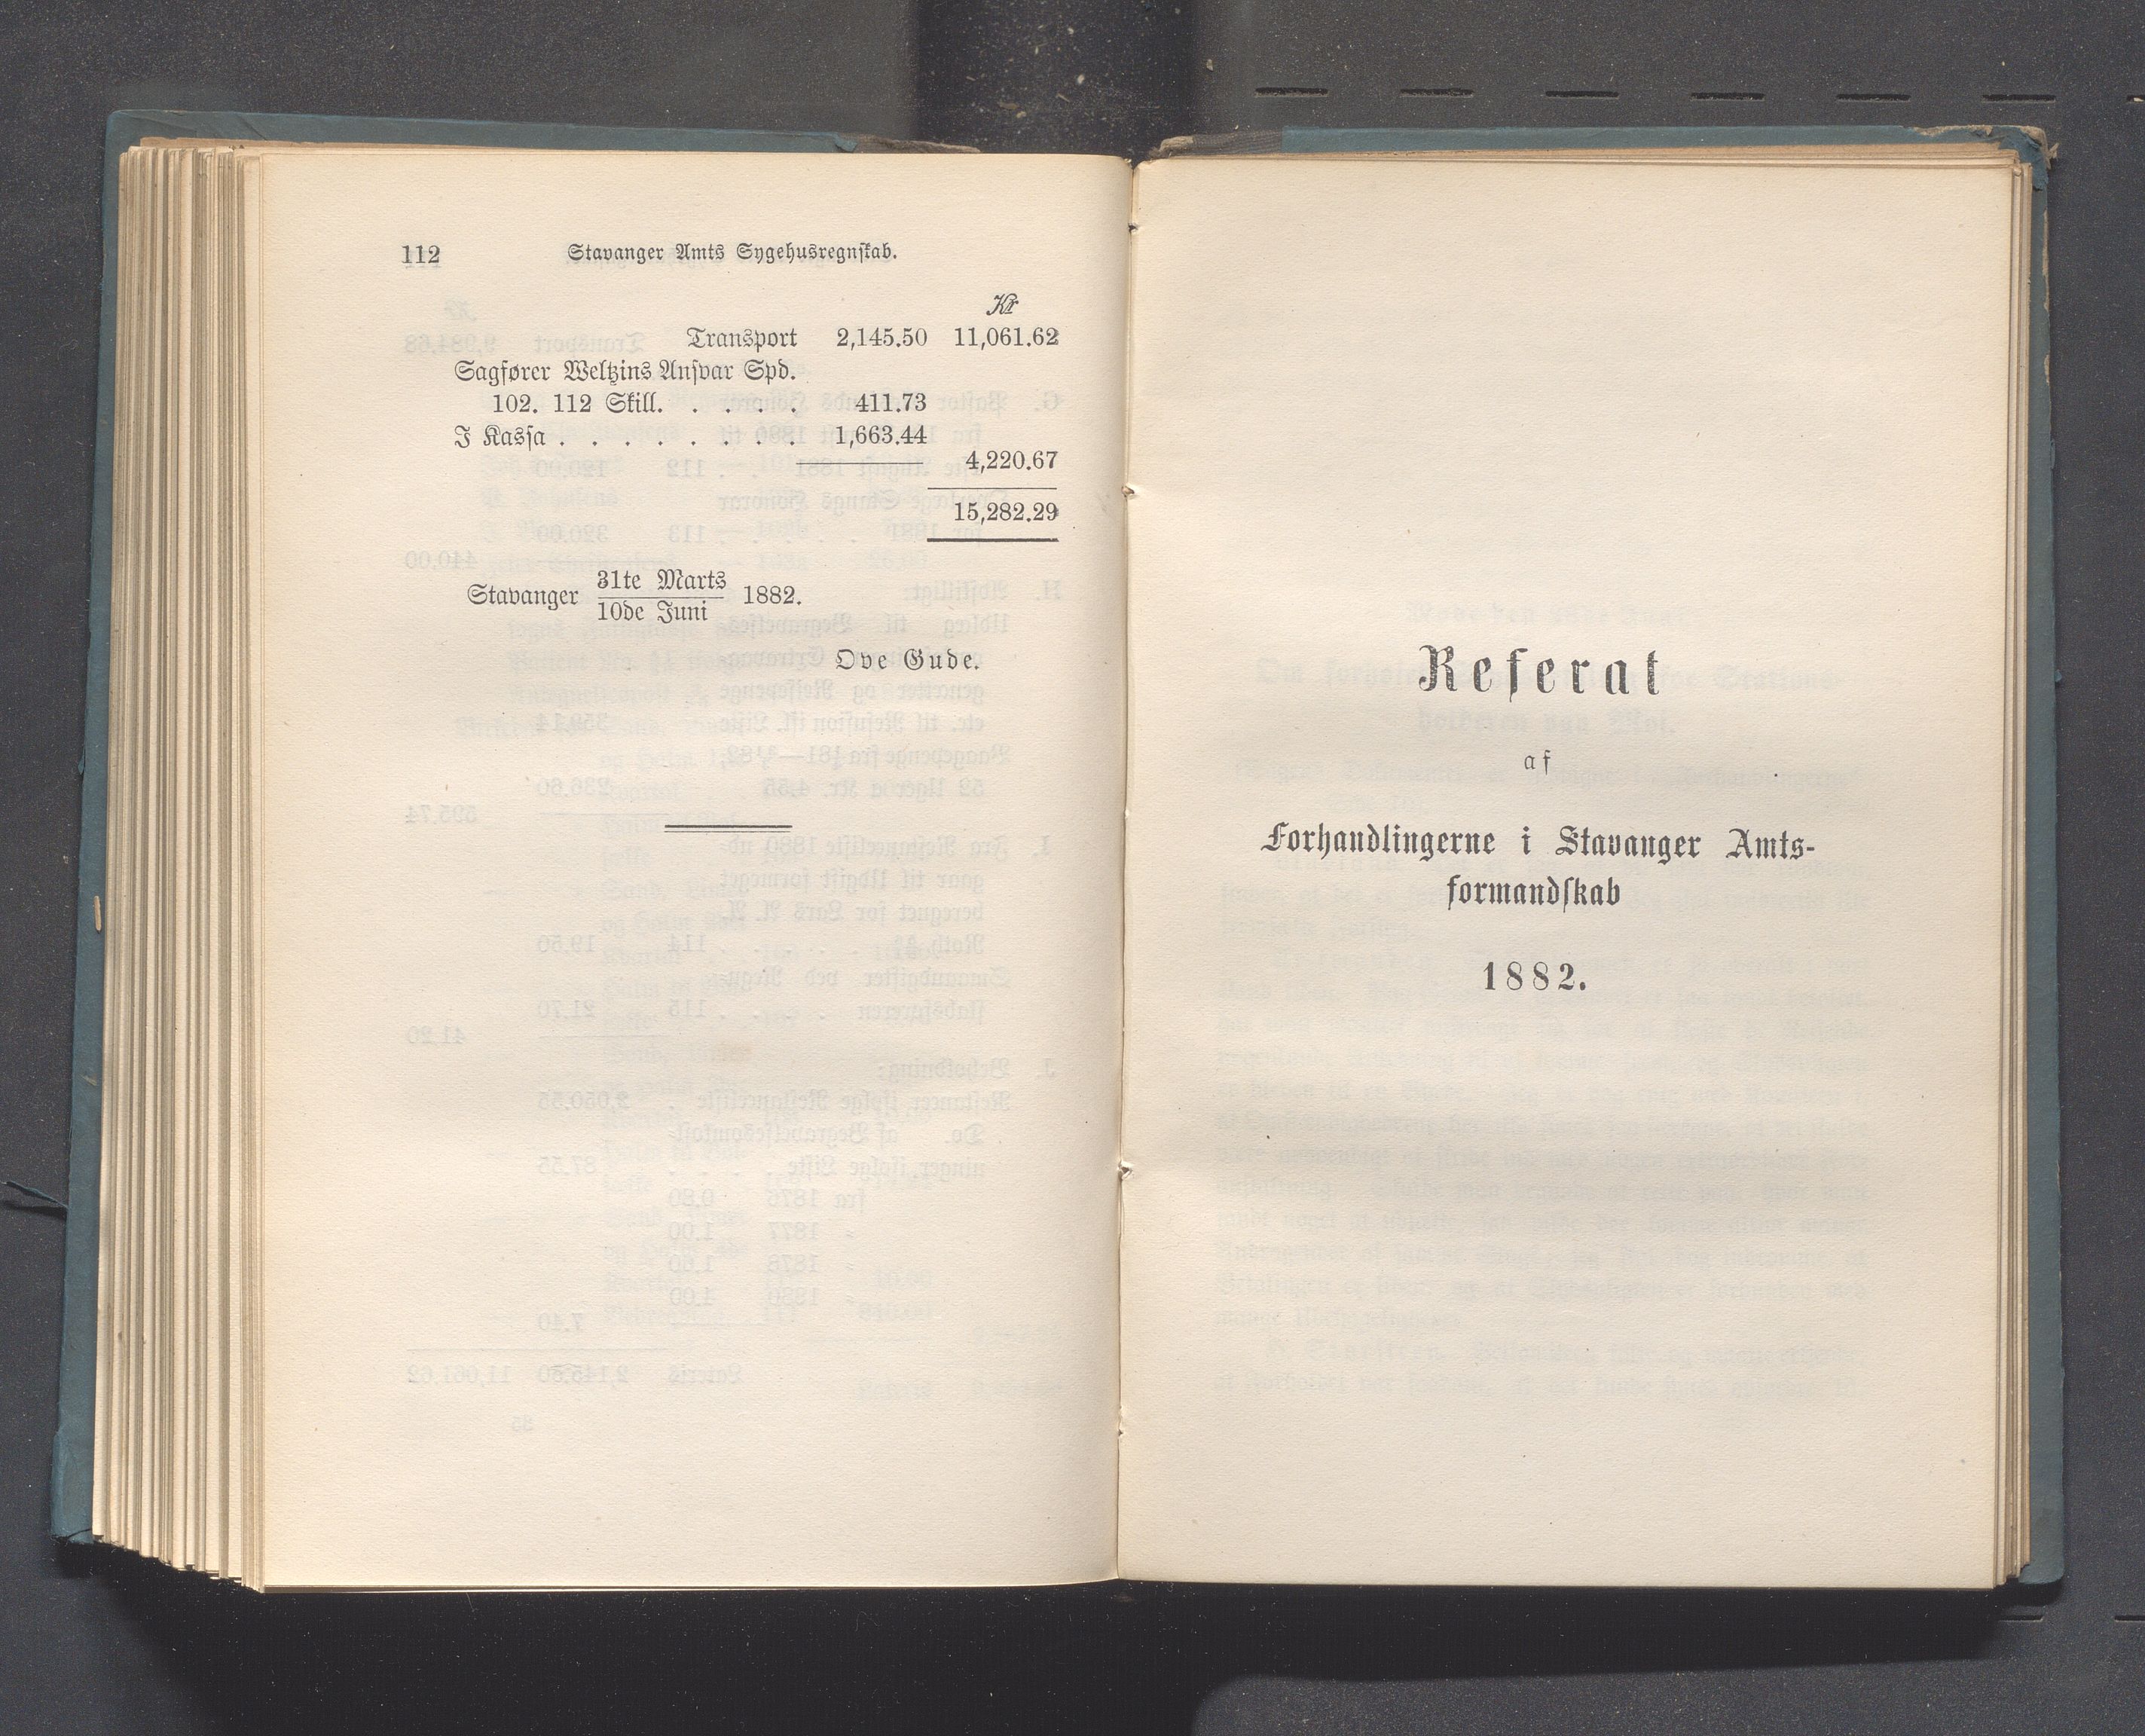 112 Stavanger Amts Sygehusregnskab.
Kr
Transport 2,145.50 11,061.62
Sagfører Weltzins Ansvar Spd.
102. 112 Skill. . . . . 411.73
I Kassa . . . . . . . . 1,663.44
4,220.67
15,282.29
Stavanger 31te Marts 1882.
10de Juni
Ove Gude.
Referat
af
Forhandlingerne i Stavanger Amts-
formandskab
1882.